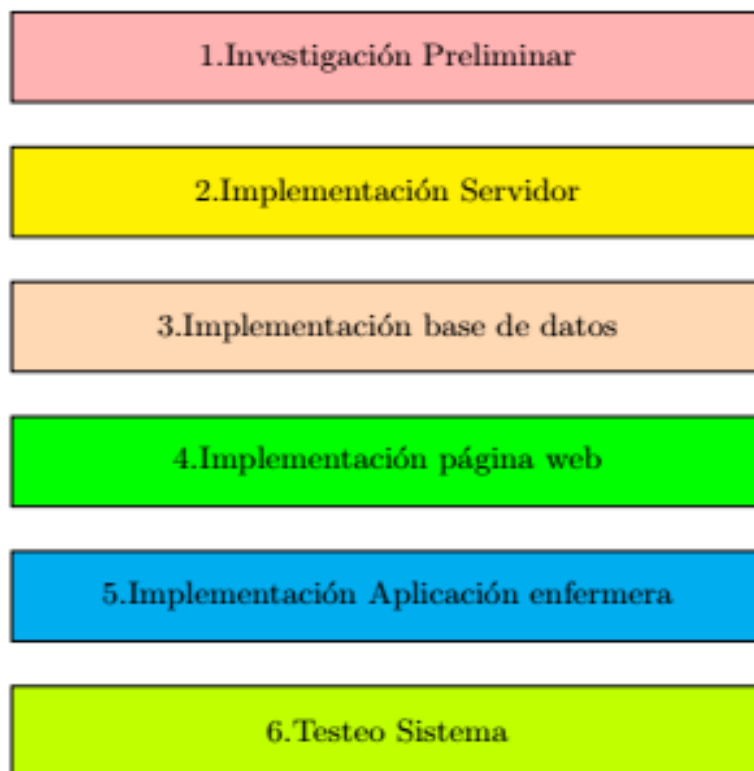 1.Investigación Preliminar
2.Implementación Servidor
3.Implementación base de datos
4.Implementación página web
5.Implementación Aplicación enfermera
6.Testeo Sistema